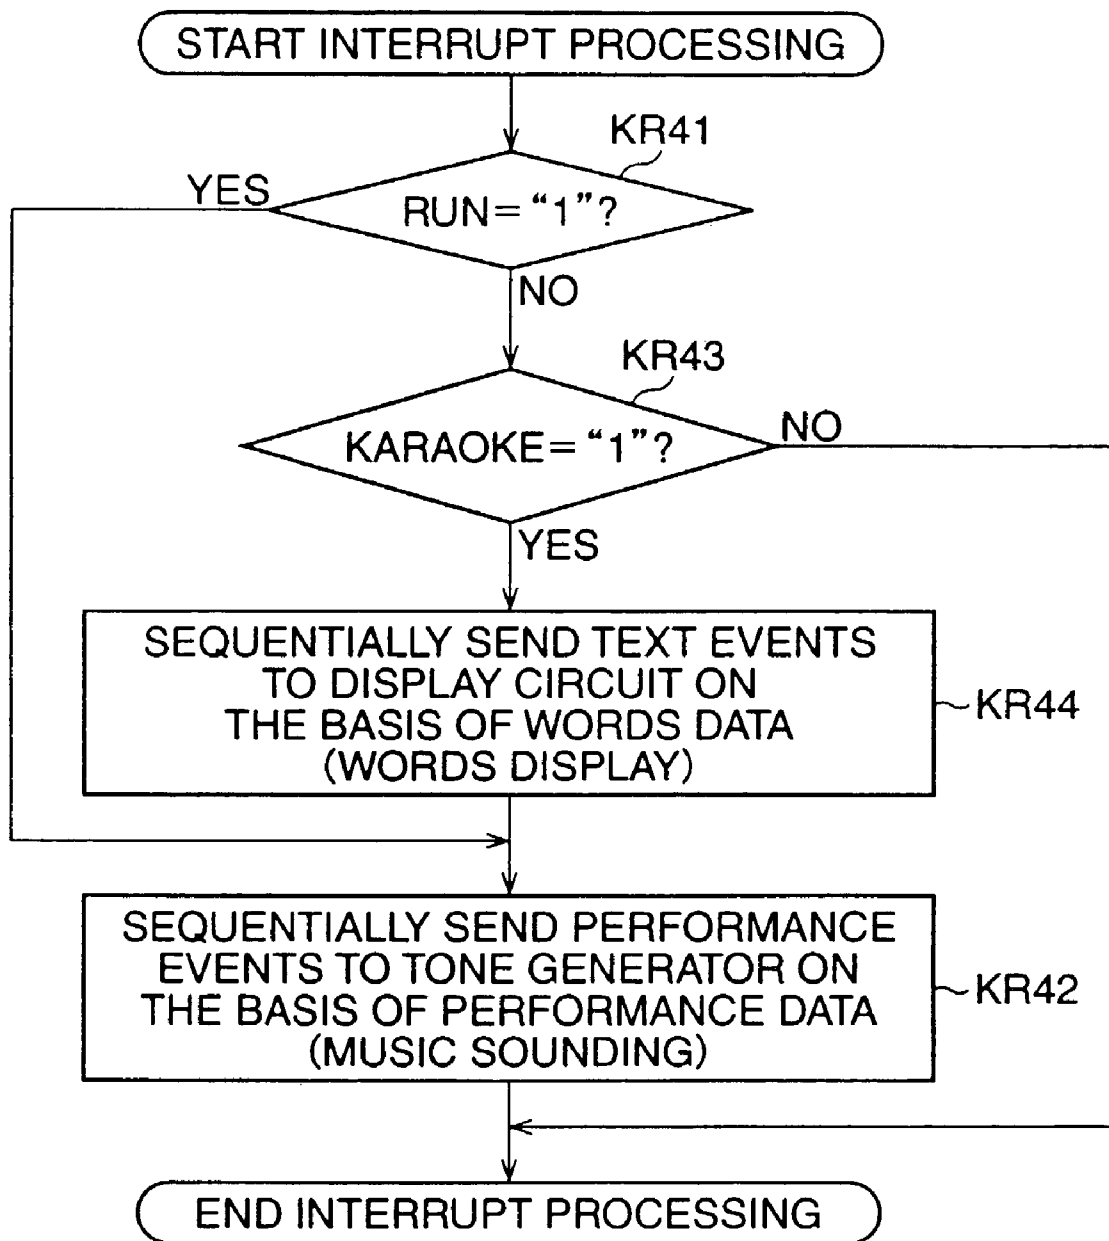 START INTERRUPT PROCESSING
KR41
YES
RUN= “1”?
NO
KR43
KARAOKE= “1”?
NO
YES
SEQUENTIALLY SEND TEXT EVENTS
TO DISPLAY CIRCUIT ON
THE BASIS OF WORDS DATA
(WORDS DISPLAY)
KR44
SEQUENTIALLY SEND PERFORMANCE
EVENTS TO TONE GENERATOR ON
THE BASIS OF PERFORMANCE DATA
(MUSIC SOUNDING)
KR42
END INTERRUPT PROCESSING